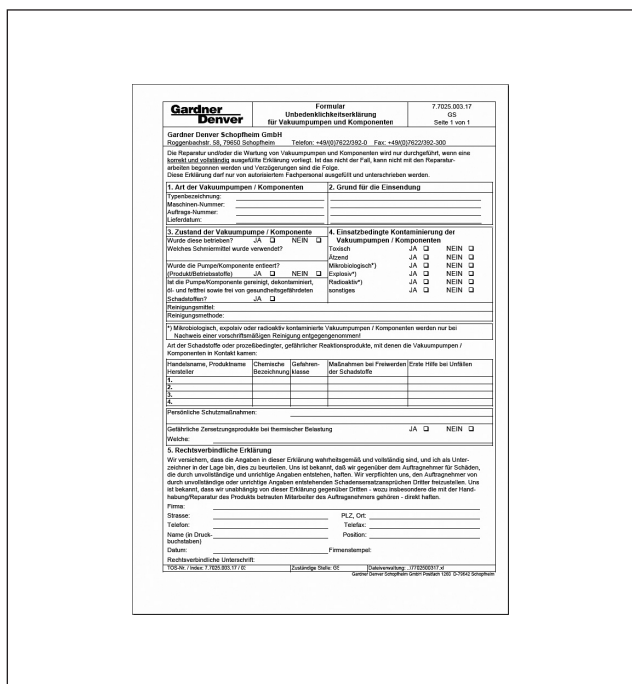 Gardner Denver
Formular
Unbedenklichkeitserklärung
für Vakuumpumpen und Komponenten
7.7025.003.17
GS
Seite 1 von 1
Gardner Denver Schopfheim GmbH
Roggenbachstr. 58, 79650 Schopfheim Telefon: +49/(0)7622/392-0 Fax: +49/(0)7622/392-300
Die Reparatur und/oder die Wartung von Vakuumpumpen und Komponenten wird nur durchgeführt, wenn eine
korrekt und vollständig ausgefüllte Erklärung vorliegt. Ist das nicht der Fall, kann nicht mit den Reparatur-
arbeiten begonnen werden und Verzögerungen sind die Folge.
Diese Erklärung darf nur von autorisiertem Fachpersonal ausgefüllt und unterschrieben werden.
1. Art der Vakuumpumpen / Komponenten
Typenbezeichnung:
Maschinen-Nummer:
Auftrags-Nummer:
Lieferdatum:
2. Grund für die Einsendung
3. Zustand der Vakuumpumpe / Komponente
Wurde diese betrieben? JA ❑ NEIN ❑
Welches Schmiermittel wurde verwendet?
Wurde die Pumpe/Komponente entleert?
(Produkt/Betriebsstoffe) JA ❑ NEIN ❑
Ist die Pumpe/Komponente gereinigt, dekontaminiert,
öl- und fettfrei sowie frei von gesundheitsgefährdeten
Schadstoffen? JA ❑
4. Einsatzbedingte Kontaminierung der
Vakuumpumpen / Komponenten
Toxisch JA ❑ NEIN ❑
Ätzend JA ❑ NEIN ❑
Mikrobiologisch*) JA ❑ NEIN ❑
Explosiv*) JA ❑ NEIN ❑
Radioaktiv*) JA ❑ NEIN ❑
sonstiges JA ❑ NEIN ❑
Reinigungsmittel:
Reinigungsmethode:
*) Mikrobiologisch, expolsiv oder radioaktiv kontaminierte Vakuumpumpen / Komponenten werden nur bei
Nachweis einer vorschriftsmäßigen Reinigung entgegengenommen!
Art der Schadstoffe oder prozeßbedingter, gefährlicher Reaktionsprodukte, mit denen die Vakuumpumpen /
Komponenten in Kontakt kamen:
Handelsname, Produktname Hersteller
Chemische Bezeichnung
Gefahren-klasse
Maßnahmen bei Freiwerden der Schadstoffe
Erste Hilfe bei Unfällen
1.
2.
3.
4.
Persönliche Schutzmaßnahmen:
Gefährliche Zersetzungsprodukte bei thermischer Belastung JA ❑ NEIN ❑
Welche:
5. Rechtsverbindliche Erklärung
Wir versichern, dass die Angaben in dieser Erklärung wahrheitsgemäß und vollständig sind, und ich als Unter-
zeichner in der Lage bin, dies zu beurteilen. Uns ist bekannt, daß wir gegenüber dem Auftragnehmer für Schäden,
die durch unvollständige und unrichtige Angaben entstehen, haften. Wir verpflichten uns, den Auftragnehmer von
durch unvollständige oder unrichtige Angaben entstehenden Schadensersatzansprüchen Dritter freizustellen. Uns
ist bekannt, dass wir unabhängig von dieser Erklärung gegenüber Dritten - wozu insbesondere die mit der Hand-
habung/Reparatur des Produkts betrauten Mitarbeiter des Auftragsnehmers gehören - direkt haften.
Firma:
Strasse: PLZ, Ort:
Telefon: Telefax:
Name (in Druck-
buchstaben) Position:
Datum: Firmenstempel:
Rechtsverbindliche Unterschrift:
TOS-Nr. / Index: 7.7025.003.17 / 0 Zuständige Stelle: GS Dateiverwaltung: ..//702500317.xl
Gardner Denver Schopfheim GmbH Postfach 1260 D-79642 Schopfheim